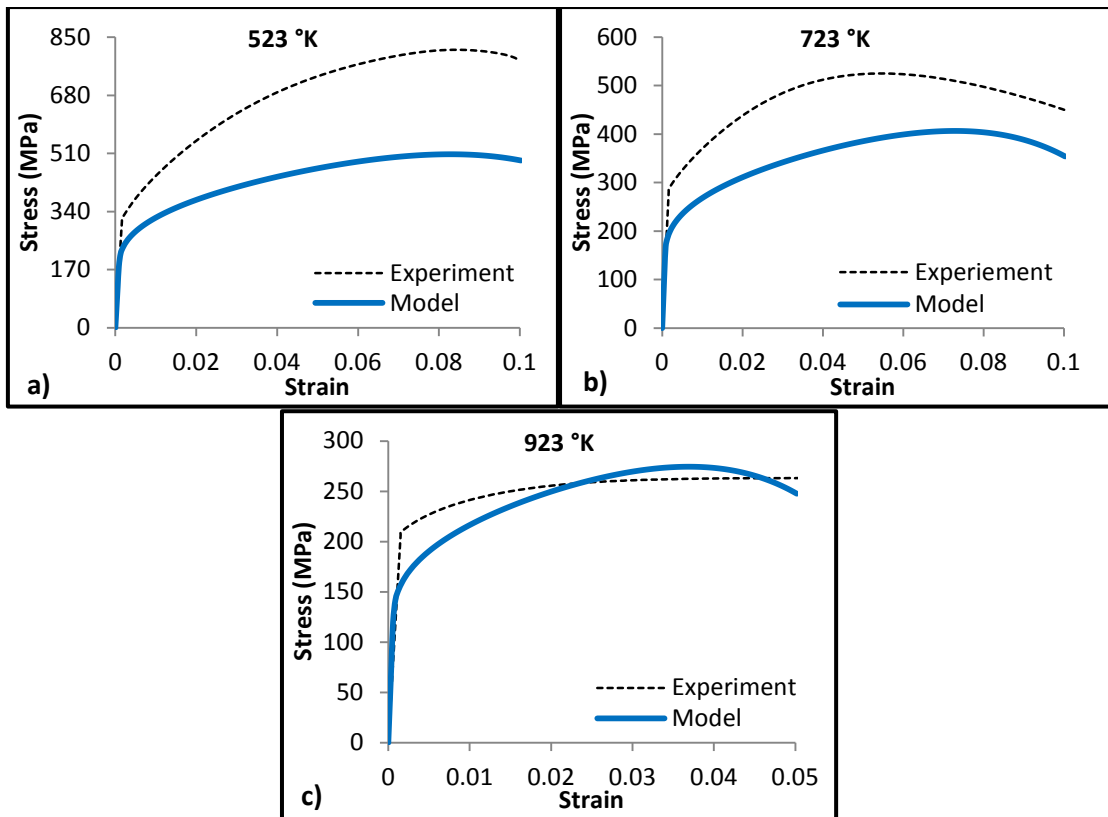 523 °K
850
680
510
340
170
0
0 0.02 0.04 0.06 0.08 0.1
Stress (MPa)
Strain
Experiment
Model
a)
723 °K
600
500
400
300
200
100
0
0 0.02 0.04 0.06 0.08 0.1
Stress (MPa)
Strain
Experiement
Model
b)
923 °K
300
250
200
150
100
50
0
0 0.01 0.02 0.03 0.04 0.05
Stress (MPa)
Strain
Experiment
Model
c)